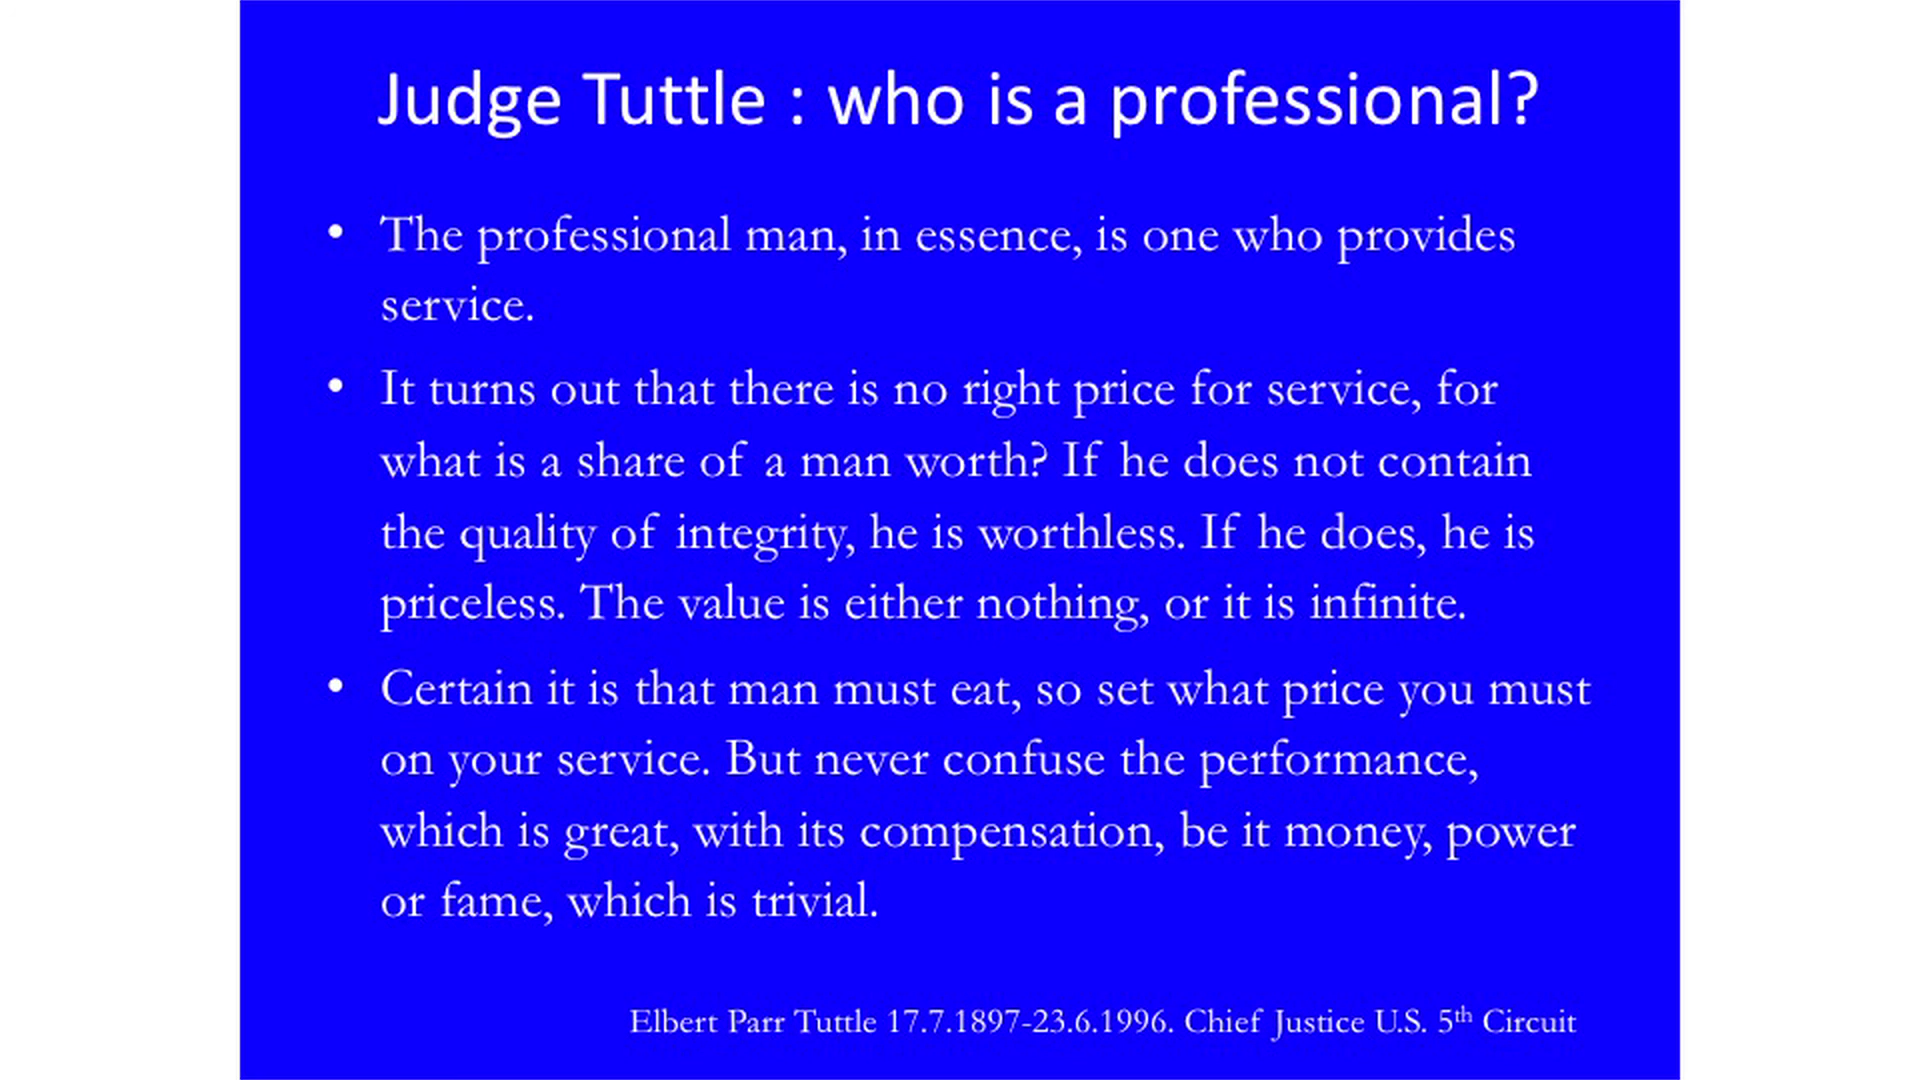 Judge Tuttle : who is a professional?
• The professional man, in essence, is one who provides
service.
• It turns out that there is no right price for service, for
what is a share of a man worth? If he does not contain
the quality of integrity, he is worthless. If he does, he is
priceless. The value is either nothing, or it is infinite.
• Certain it is that man must eat, so set what price you must
on your service. But never confuse the performance,
which is great, with its compensation, be it money, power
or fame, which is trivial.
Elbert Parr Tuttle 17.7.1897-23.6.1996. Chief Justice U.S. 5th Circuit